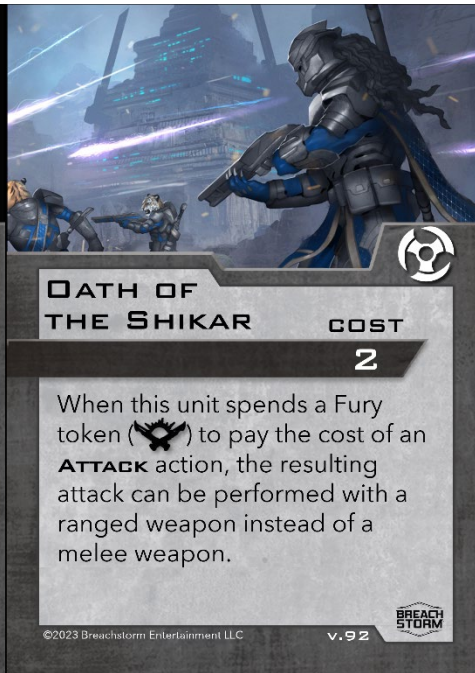 OATH OF
THE SHIKAR
COST
2
When this unit spends a Fury
token ( ) to pay the cost of an
ATTACK action, the resulting
attack can be performed with a
ranged weapon instead of a
melee weapon.
©2023 Breachstorm Entertainment LLC
V.92
BREACH
STORM